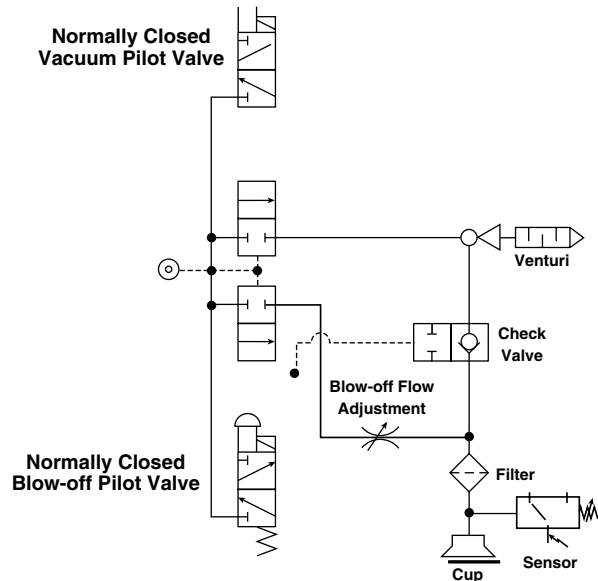 Normally Closed
Vacuum Pilot Valve
Venturi
Check
Valve
Blow-off Flow
Adjustment
Normally Closed
Blow-off Pilot Valve
Filter
Sensor
Cup